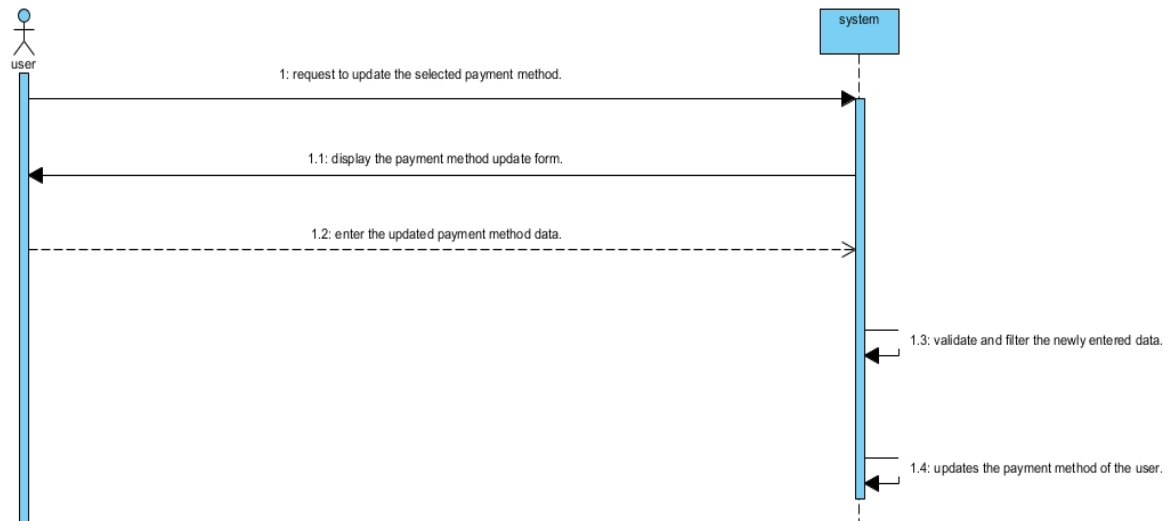 system
user
1: request to update the selected payment method.
1.1: display the payment method update form.
1.2: enter the updated payment method data.
1.3: validate and filter the newly entered data.
1.4: updates the payment method of the user.